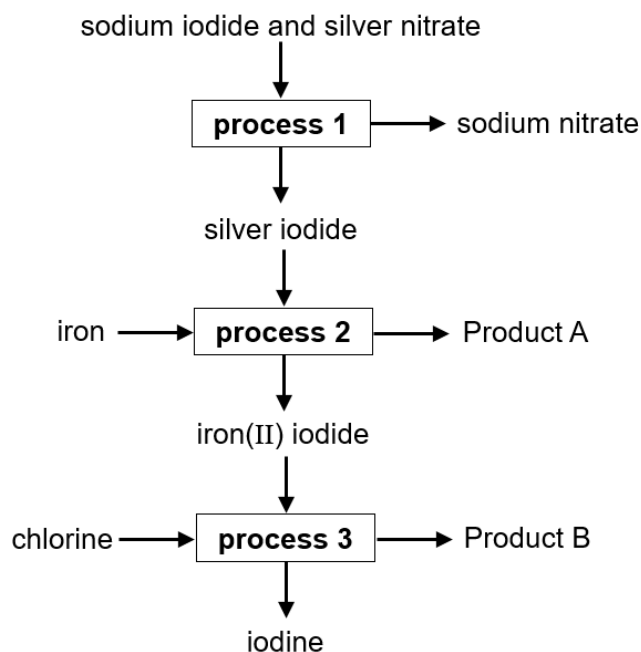 sodium iodide and silver nitrate
process 1
sodium nitrate
silver iodide
iron
process 2
Product A
iron(II) iodide
chlorine
process 3
Product B
iodine